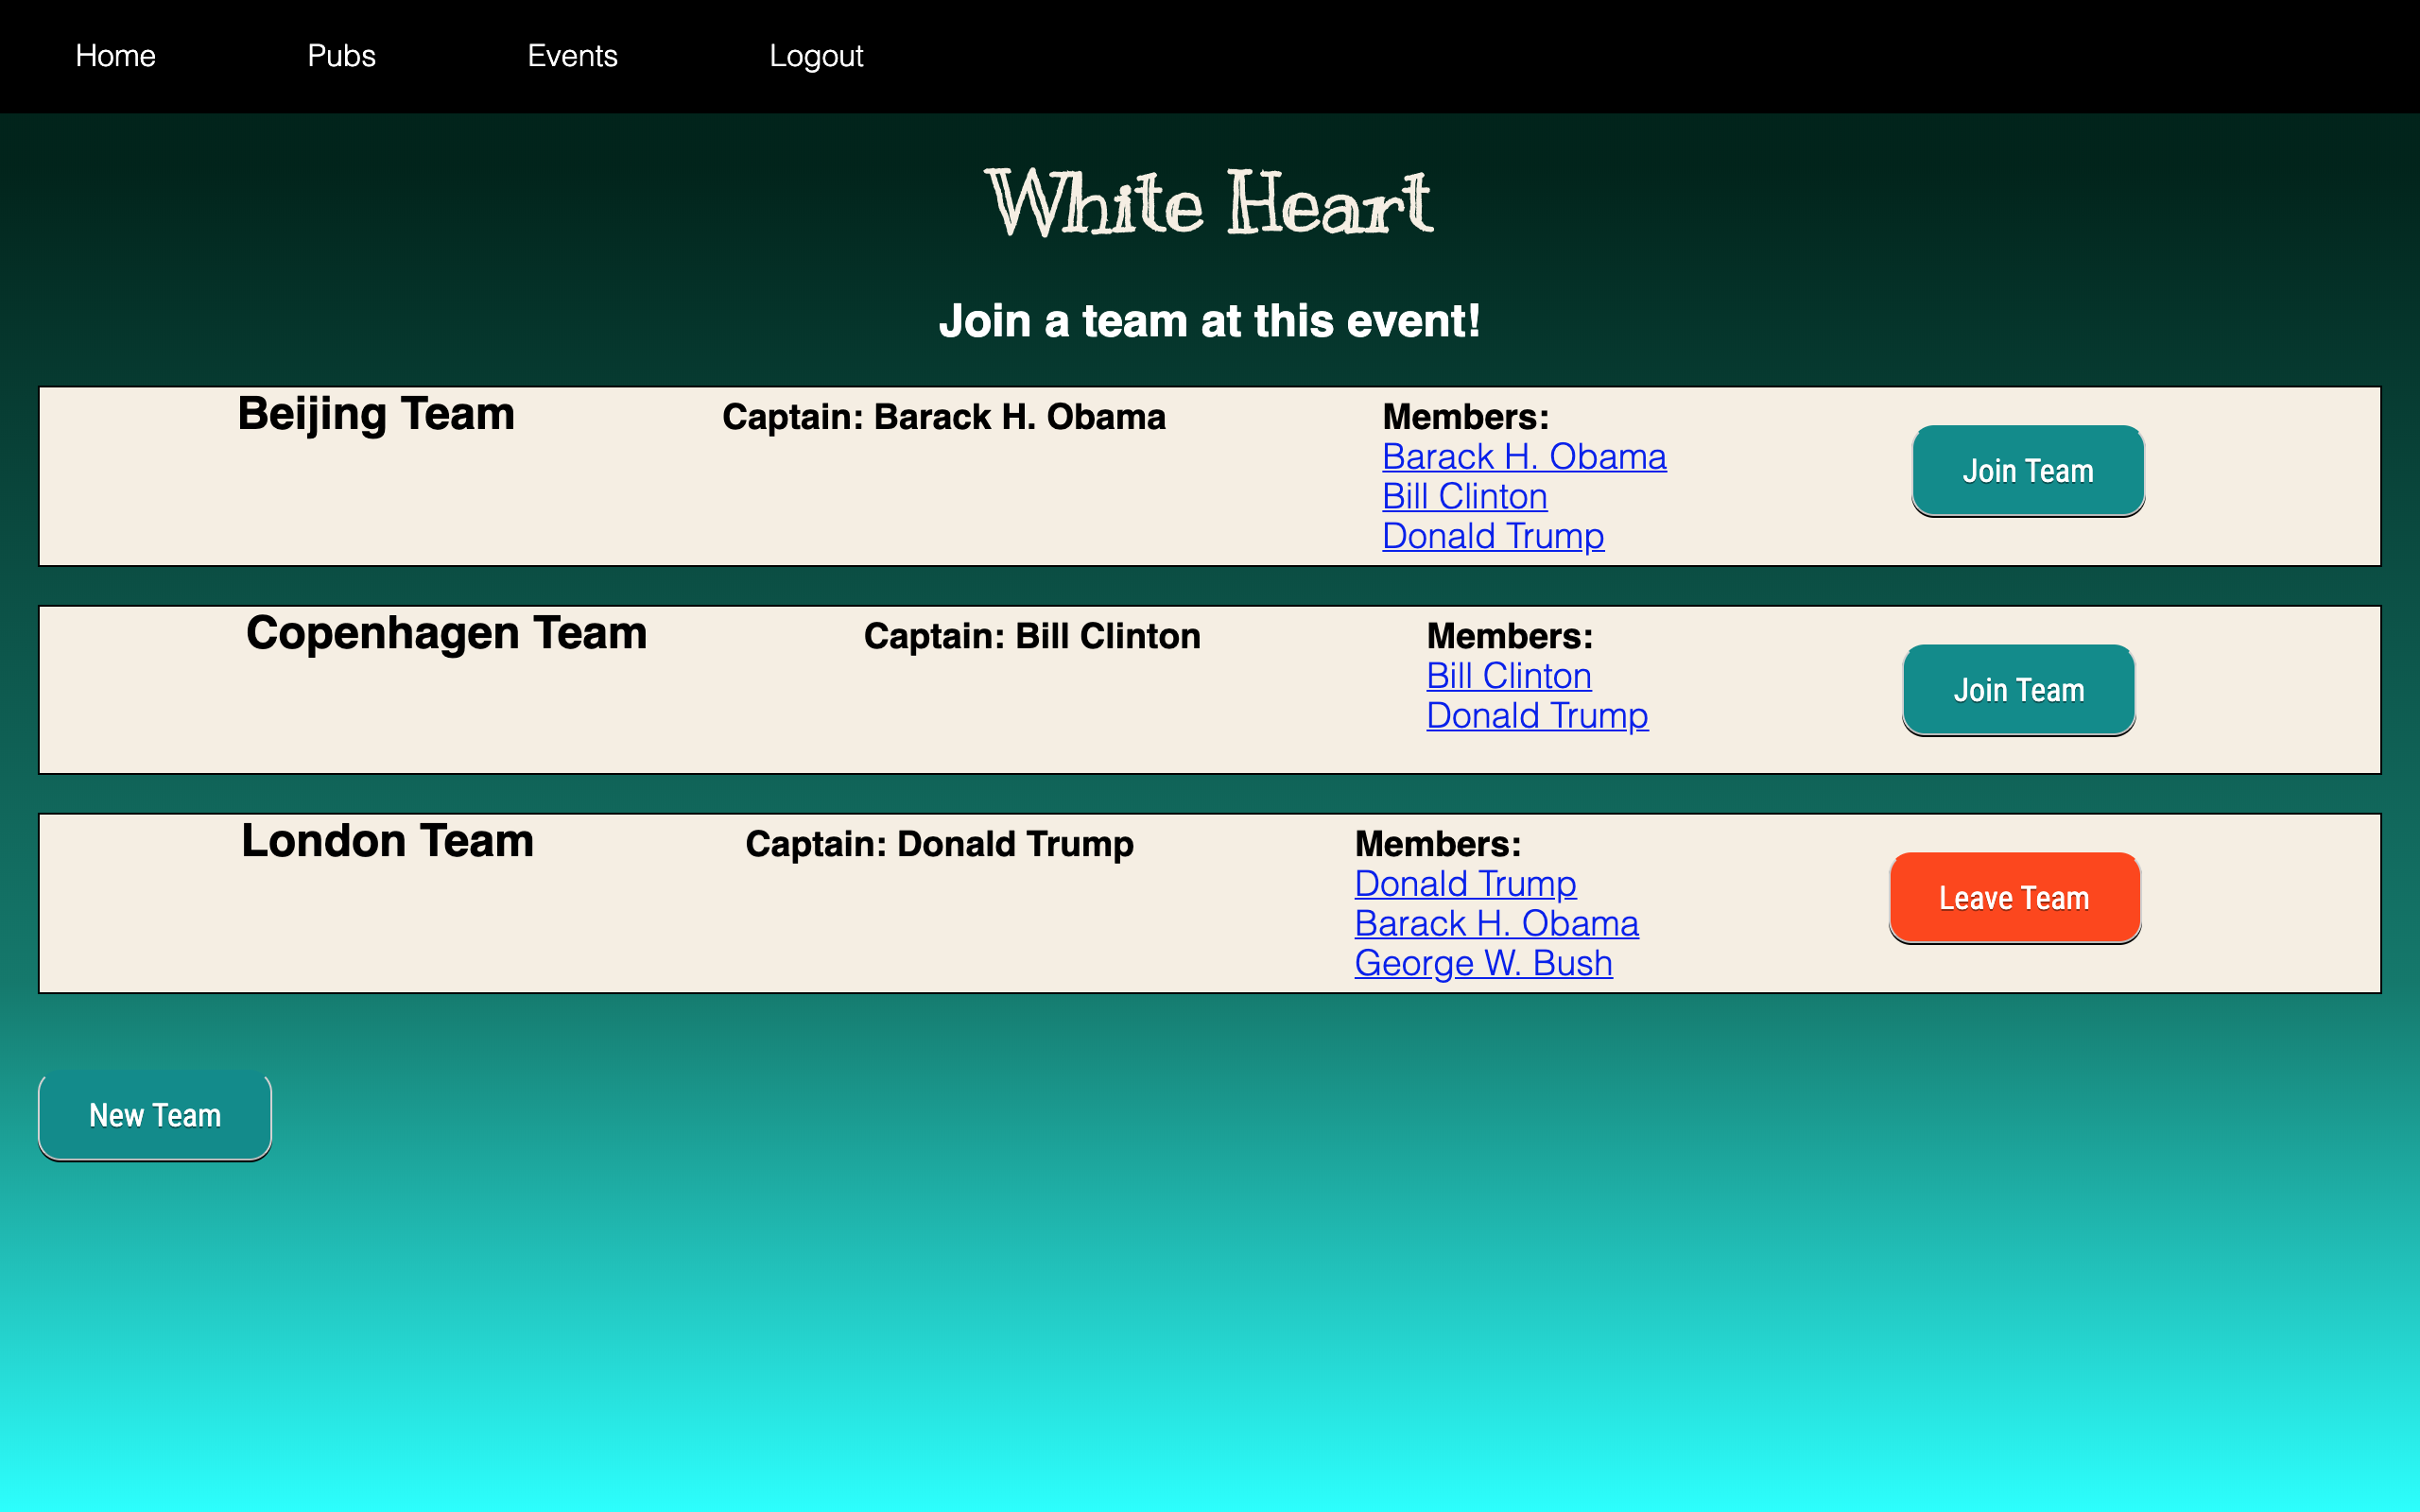 Home Pubs Events Logout
White Heart
Join a team at this event!
Beijing Team Captain: Barack H. Obama Members:
Barack H. Obama
Bill Clinton
Donald Trump
Join Team
Copenhagen Team Captain: Bill Clinton Members:
Bill Clinton
Donald Trump
Join Team
London Team Captain: Donald Trump Members:
Donald Trump
Barack H. Obama
George W. Bush
Leave Team
New Team